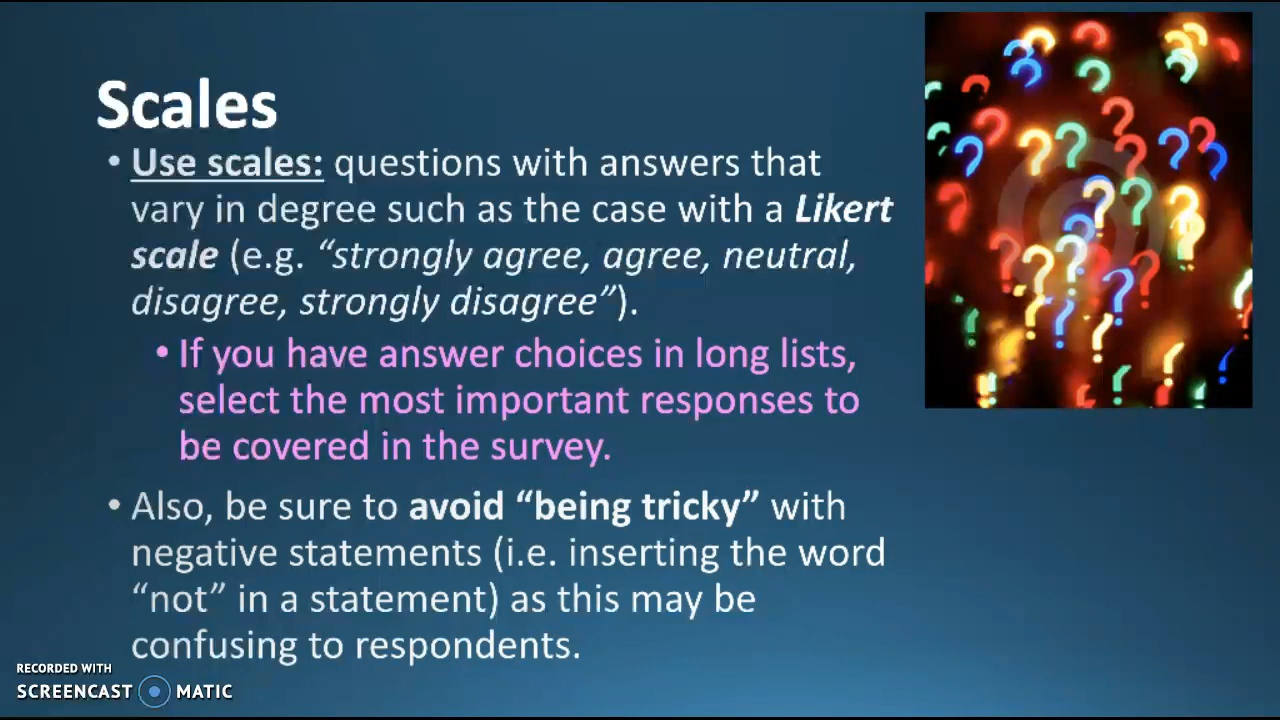 Scales
• Use scales: questions with answers that
vary in degree such as the case with a Likert
scale (e.g. “strongly agree, agree, neutral,
disagree, strongly disagree”).
• If you have answer choices in long lists,
select the most important responses to
be covered in the survey.
• Also, be sure to avoid “being tricky” with
negative statements (i.e. inserting the word
“not” in a statement) as this may be
confusing to respondents.
RECORDED WITH
SCREENCAST MATIC